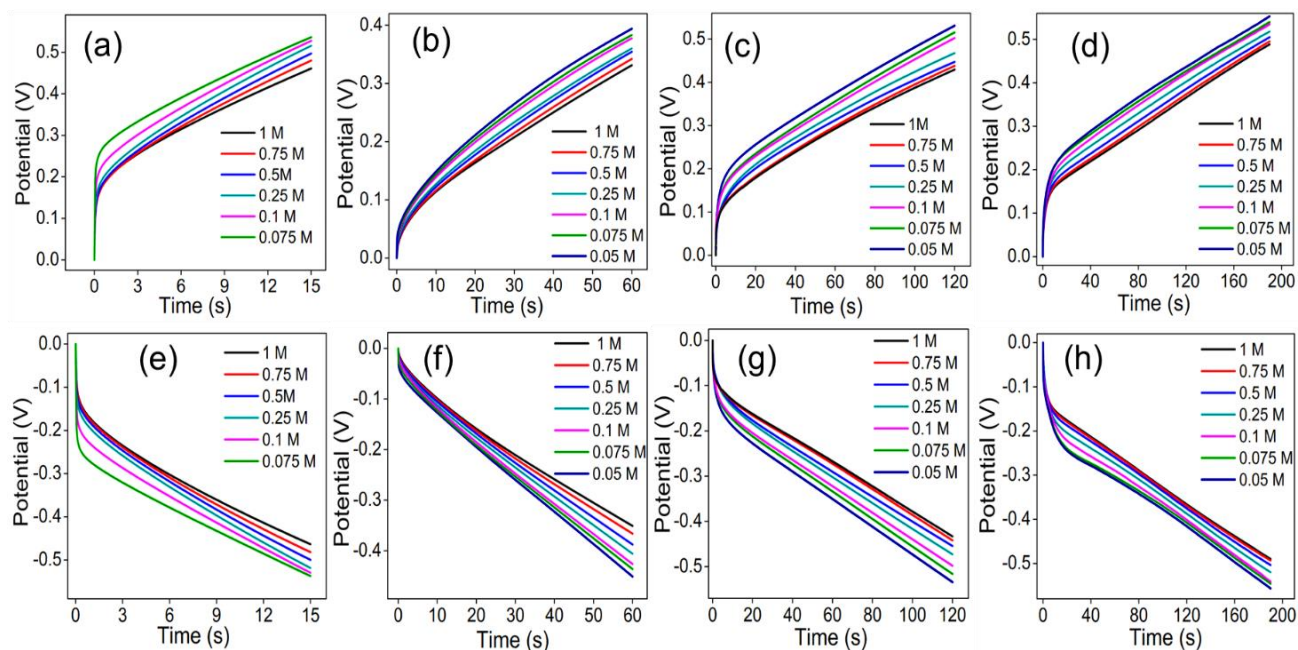 (a)
Potential (V)
0.5
0.4
0.3
0.2
0.1
0.0
1 M
0.75 M
0.5M
0.25 M
0.1 M
0.075 M
0 3 6 9 12 15
Time (s)
(b)
Potential (V)
0.4
0.3
0.2
0.1
0.0
1 M
0.75 M
0.5 M
0.25 M
0.1 M
0.075 M
0.05 M
0 10 20 30 40 50 60
Time (s)
(c)
Potential (V)
0.5
0.4
0.3
0.2
0.1
0.0
1 M
0.75 M
0.5 M
0.25 M
0.1 M
0.075 M
0.05 M
0 20 40 60 80 100 120
Time (s)
(d)
Potential (V)
0.5
0.4
0.3
0.2
0.1
0.0
1 M
0.75 M
0.5 M
0.25 M
0.1 M
0.075 M
0.05 M
0 40 80 120 160 200
Time (s)
(e)
Potential (V)
0.0
-0.1
-0.2
-0.3
-0.4
-0.5
1 M
0.75 M
0.5M
0.25 M
0.1 M
0.075 M
0 3 6 9 12 15
Time (s)
(f)
Potential (V)
0.0
-0.1
-0.2
-0.3
-0.4
1 M
0.75 M
0.5 M
0.25 M
0.1 M
0.075 M
0.05 M
0 10 20 30 40 50 60
Time (s)
(g)
Potential (V)
0.0
-0.1
-0.2
-0.3
-0.4
-0.5
1 M
0.75 M
0.5 M
0.25 M
0.1 M
0.075 M
0.05 M
0 20 40 60 80 100 120
Time (s)
(h)
Potential (V)
0.0
-0.1
-0.2
-0.3
-0.4
-0.5
1 M
0.75 M
0.5 M
0.25 M
0.1 M
0.075 M
0.05 M
0 40 80 120 160 200
Time (s)